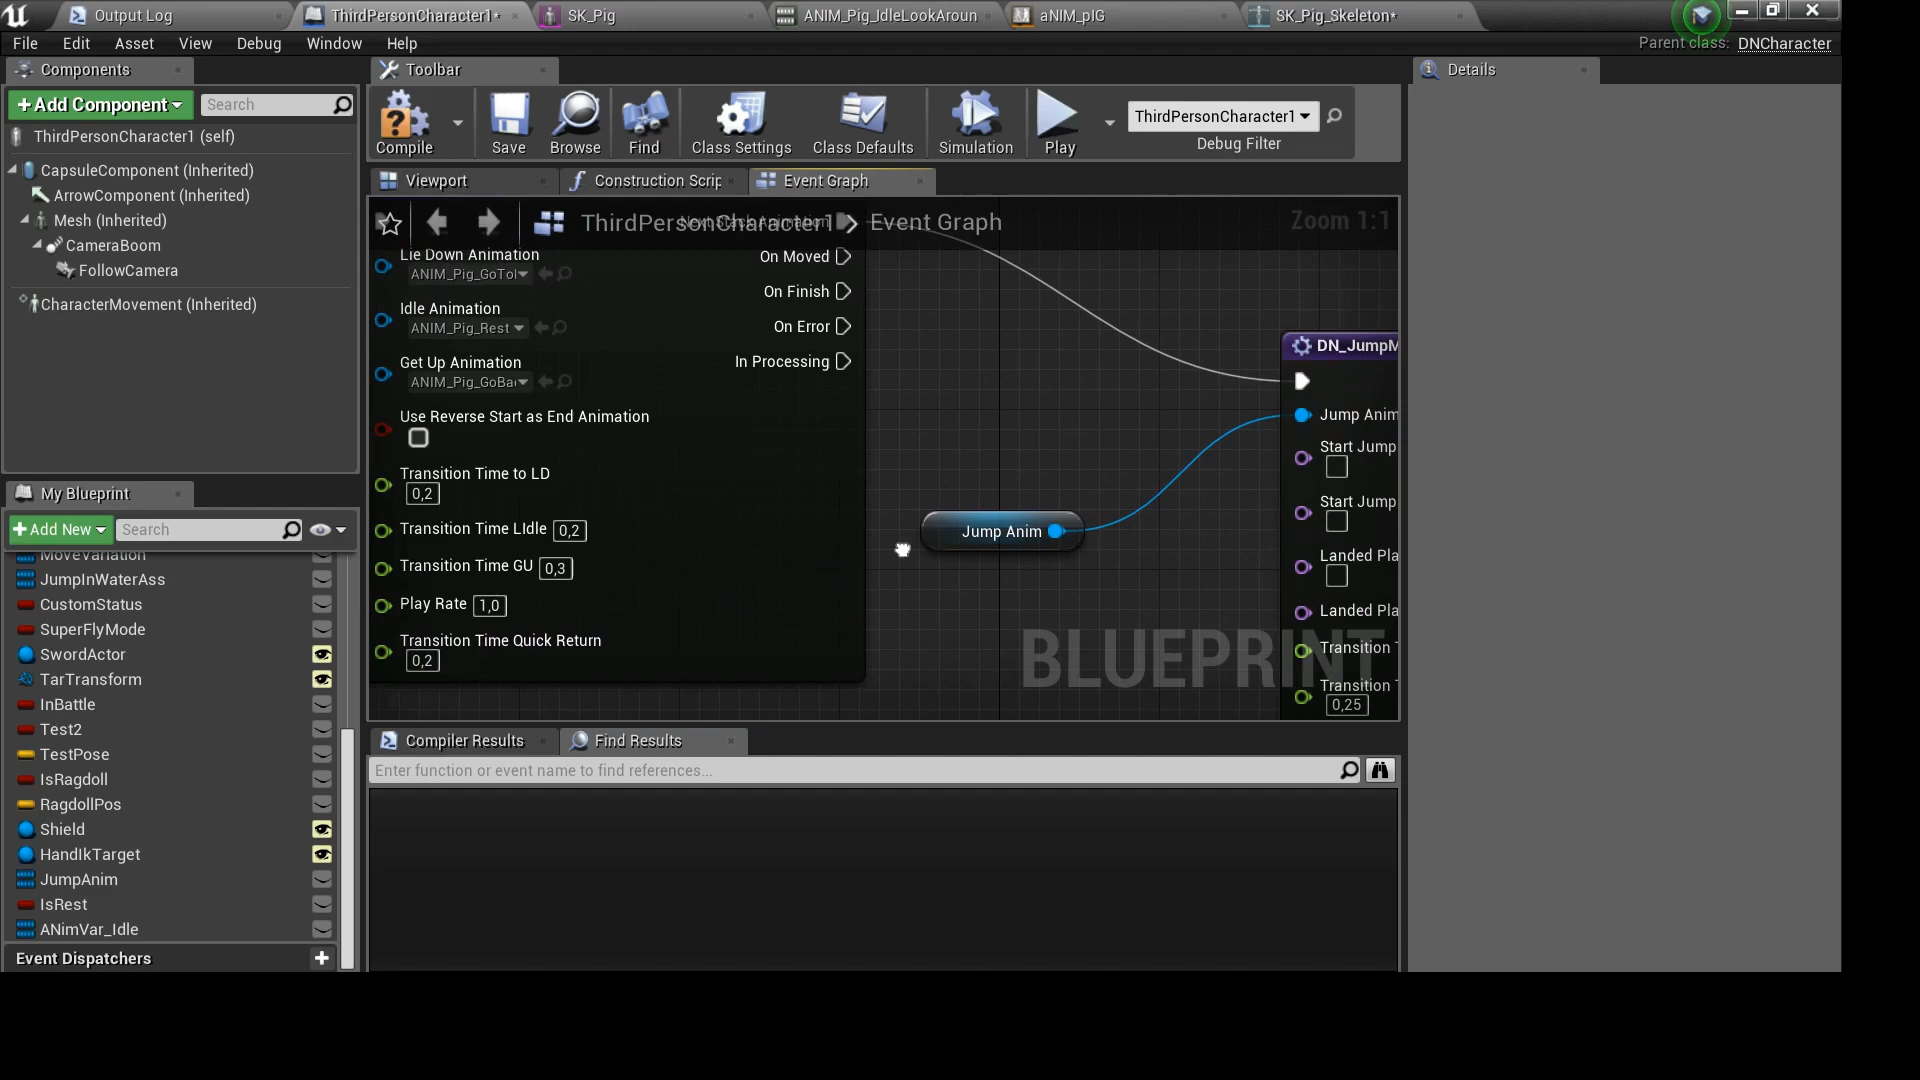 Output Log
ThirdPersonCharacter1*
SK_Pig
ANIM_Pig_IdleLookAroun
aNIM_pIG
SK_Pig_Skeleton*
File
Edit
Asset
View
Debug
Window
Help
Parent class: DNCharacter
Components
Add Component
Search
ThirdPersonCharacter1 (self)
CapsuleComponent (Inherited)
ArrowComponent (Inherited)
Mesh (Inherited)
CameraBoom
FollowCamera
CharacterMovement (Inherited)
My Blueprint
Add New
Search
MoveVariation
JumpInWaterAss
CustomStatus
SuperFlyMode
SwordActor
TarTransform
InBattle
Test2
TestPose
IsRagdoll
RagdollPos
Shield
HandIkTarget
JumpAnim
IsRest
ANimVar_Idle
Event Dispatchers
Toolbar
Compile
Save
Browse
Find
Class Settings
Class Defaults
Simulation
Play
ThirdPersonCharacter1
Debug Filter
Viewport
Construction Scrip
Event Graph
ThirdPersonCharacter1 > Event Graph
Next Stack Animation
Zoom 1:1
Lie Down Animation
ANIM_Pig_GoTo
On Moved
On Finish
Idle Animation
ANIM_Pig_Rest
On Error
Get Up Animation
ANIM_Pig_GoBa
In Processing
Use Reverse Start as End Animation
Transition Time to LD
0,2
Transition Time LIdle 0,2
Transition Time GU 0,3
Play Rate 1,0
Transition Time Quick Return
0,2
Jump Anim
DN_JumpM
Jump Anim
Start Jump
Start Jump
Landed Pla
Landed Pla
Transition T
Transition T
0,25
BLUEPRINT
Compiler Results
Find Results
Enter function or event name to find references...
Details